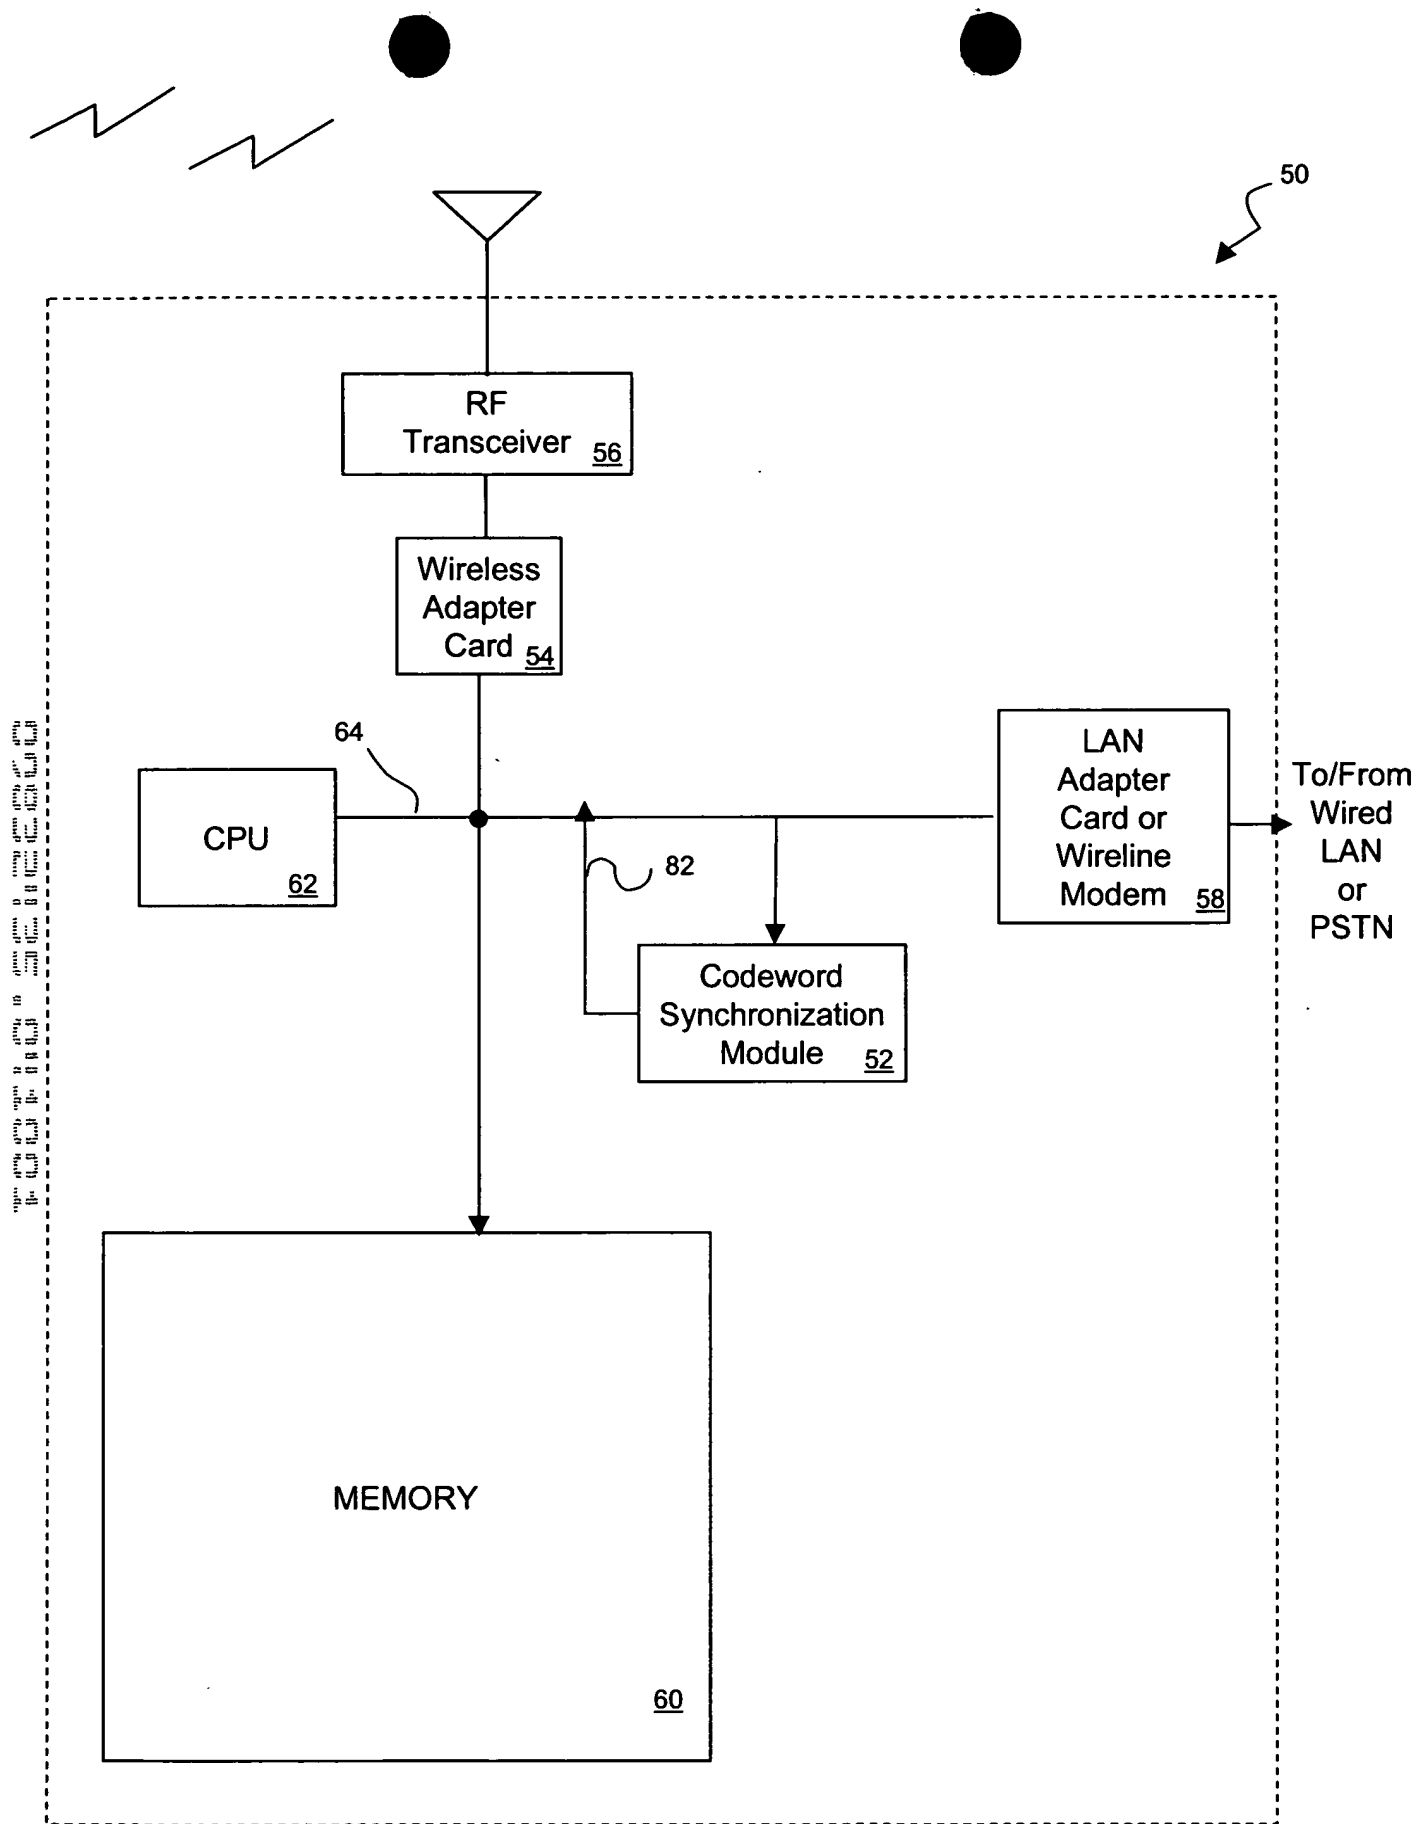 50
RF
Transceiver
56
Wireless
Adapter
Card
54
64
CPU
62
82
LAN
Adapter
Card or
Wireline
Modem
58
To/From
Wired
LAN
or
PSTN
Codeword
Synchronization
Module
52
MEMORY
60